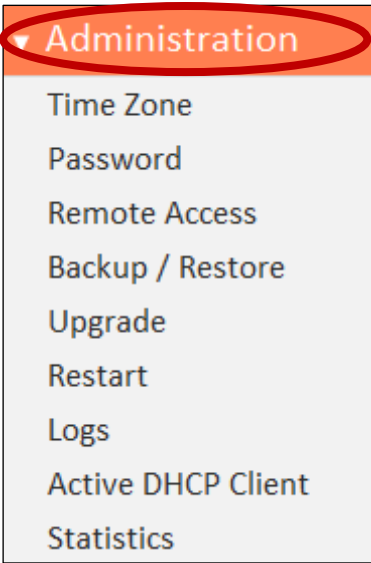 Administration
Time Zone
Password
Remote Access
Backup / Restore
Upgrade
Restart
Logs
Active DHCP Client
Statistics